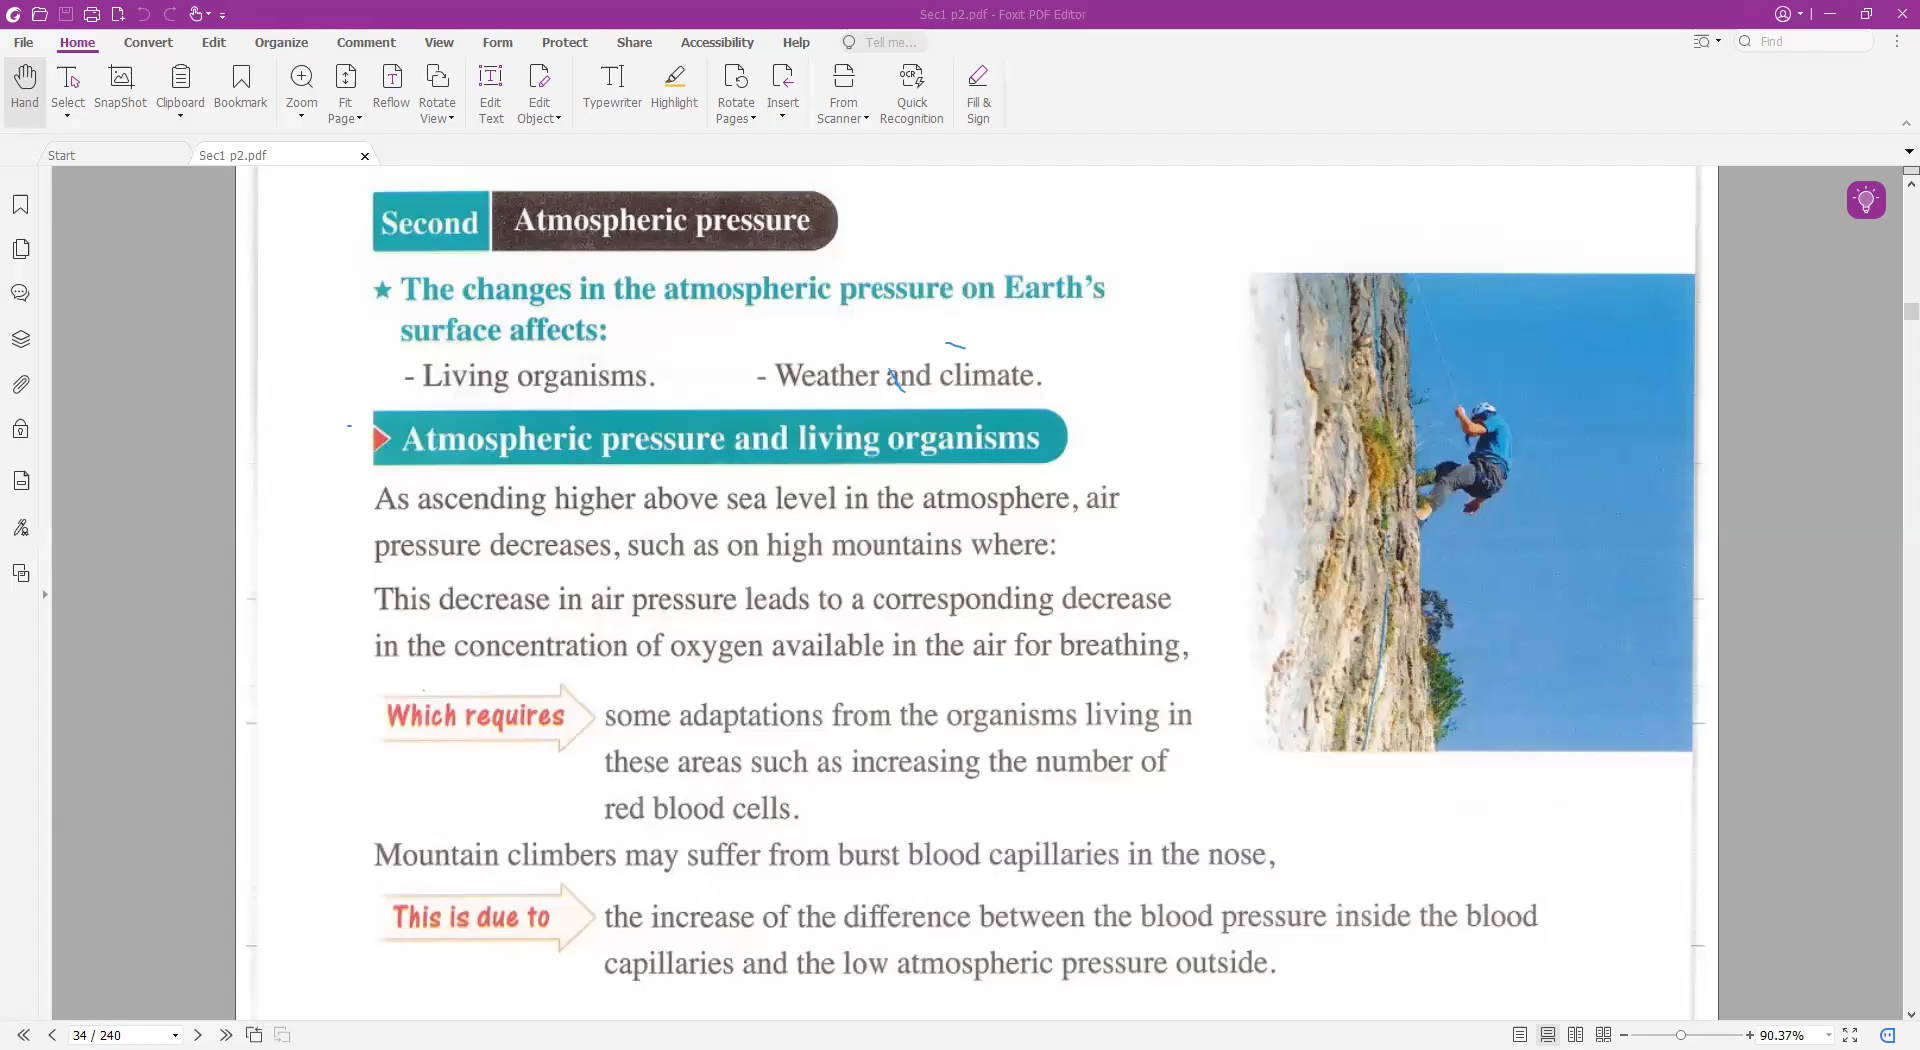 Sec1 p2.pdf - Foxit PDF Editor
File Home Convert Edit Organize Comment View Form Protect Share Accessibility Help Tell me... Find
Hand Select SnapShot Clipboard Bookmark Zoom Fit Page Reflow Rotate View Edit Text Edit Object Typewriter Highlight Rotate Pages Insert From Scanner Quick Recognition Fill & Sign
Start Sec1 p2.pdf
Second Atmospheric pressure
★ The changes in the atmospheric pressure on Earth's
surface affects:
- Living organisms. - Weather and climate.
Atmospheric pressure and living organisms
As ascending higher above sea level in the atmosphere, air
pressure decreases, such as on high mountains where:
This decrease in air pressure leads to a corresponding decrease
in the concentration of oxygen available in the air for breathing,
Which requires some adaptations from the organisms living in
these areas such as increasing the number of
red blood cells.
Mountain climbers may suffer from burst blood capillaries in the nose,
This is due to the increase of the difference between the blood pressure inside the blood
capillaries and the low atmospheric pressure outside.
34 / 240 90.37%